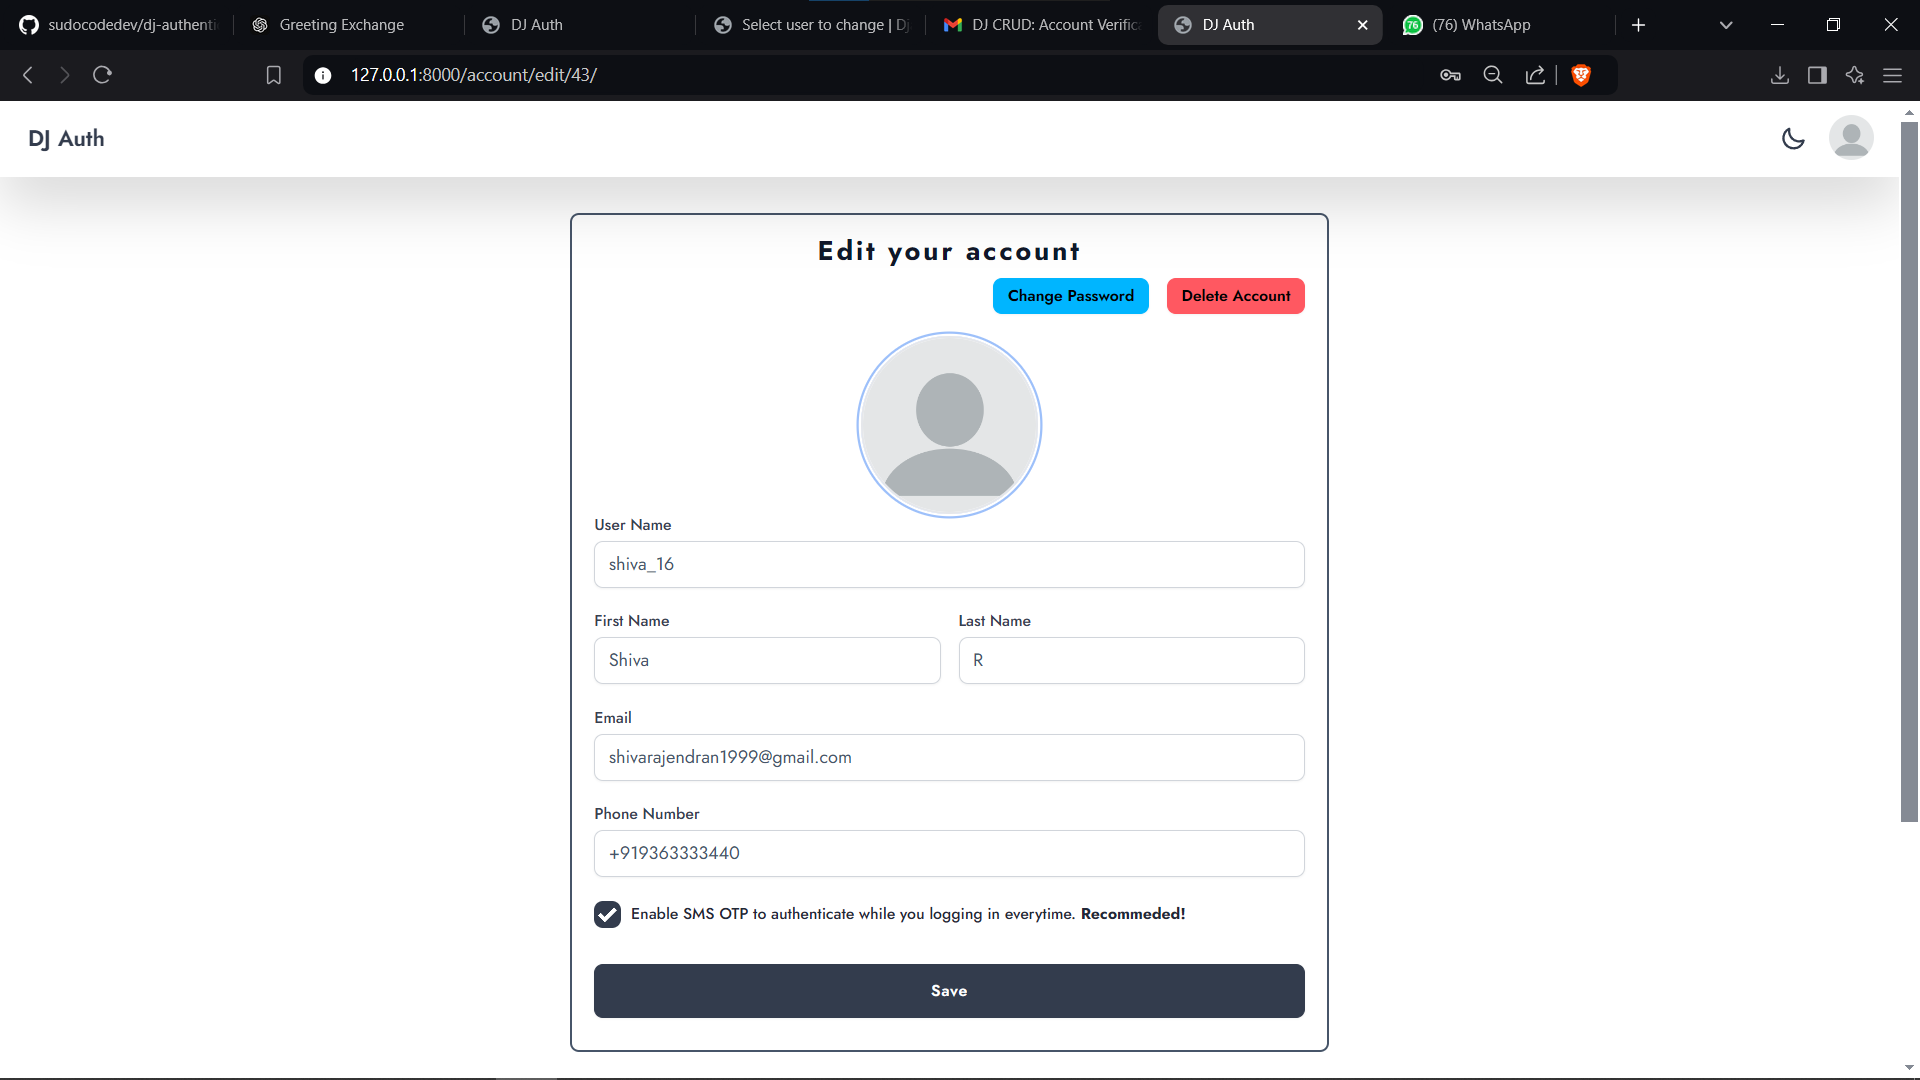 sudocodedev/dj-authenti
Greeting Exchange
DJ Auth
Select user to change | Dj
DJ CRUD: Account Verifica
DJ Auth
76
(76) WhatsApp
127.0.0.1:8000/account/edit/43/
DJ Auth
Edit your account
Change Password
Delete Account
User Name
shiva_16
First Name
Last Name
Shiva
R
Email
shivarajendran1999@gmail.com
Phone Number
+919363333440
Enable SMS OTP to authenticate while you logging in everytime. Recommeded!
Save